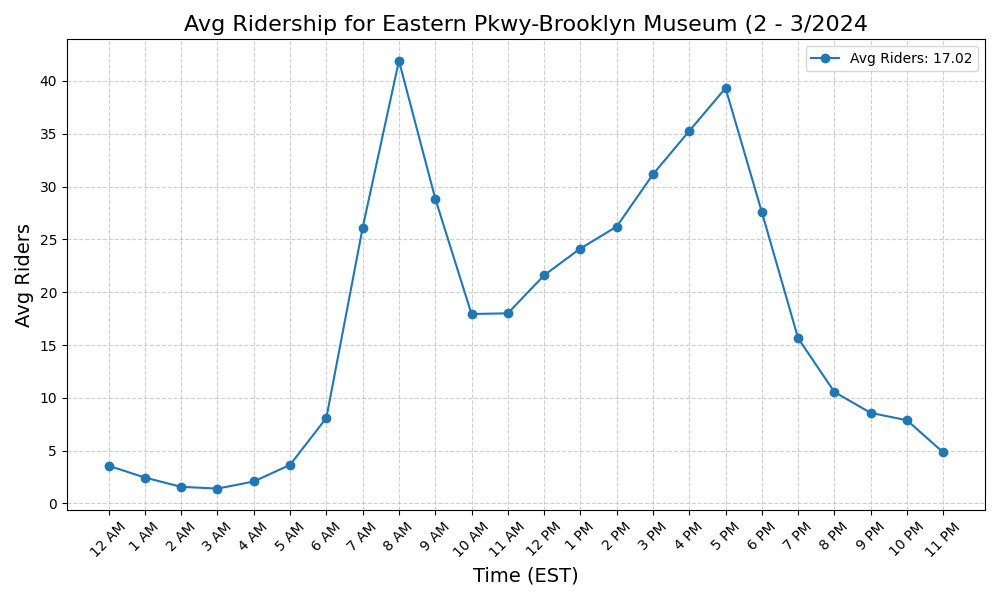 Avg Ridership for Eastern Pkwy-Brooklyn Museum (2 - 3/2024
Avg Riders: 17.02
Avg Riders
40
35
30
25
20
15
10
5
0
12 AM
1 AM
2 AM
3 AM
4 AM
5 AM
6 AM
7 AM
8 AM
9 AM
10 AM
11 AM
12 PM
1 PM
2 PM
3 PM
4 PM
5 PM
6 PM
7 PM
8 PM
9 PM
10 PM
11 PM
Time (EST)